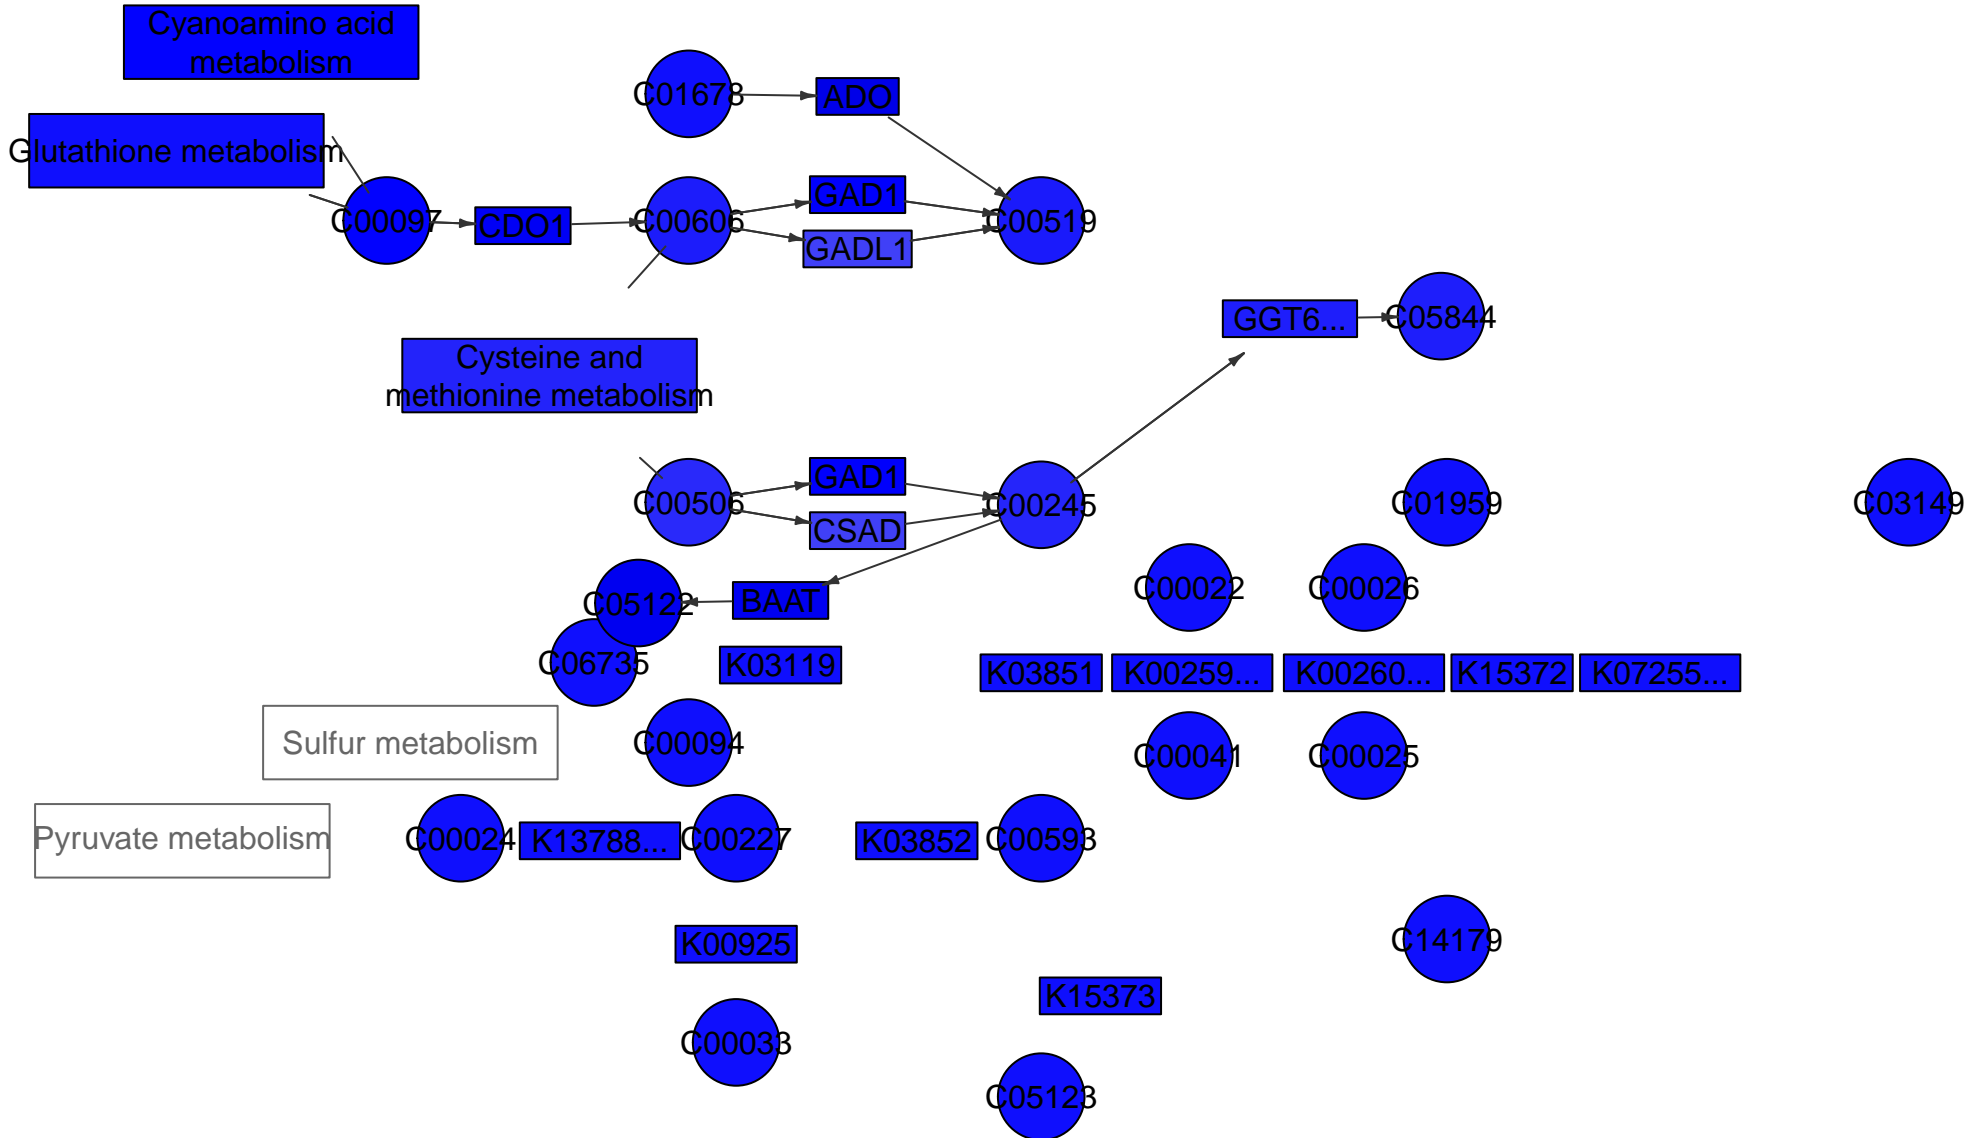 Cyanoamino acid
metabolism
C01678
ADO
Glutathione metabolism
C00097
CDO1
C00606
GAD1
GADL1
C00519
GGT6...
C05844
Cysteine and
methionine metabolism
C00506
GAD1
CSAD
C00245
C01959
C03149
C05122
BAAT
C00022
C00026
C06735
K03119
K03851
K00259...
K00260...
K15372
K07255...
Sulfur metabolism
C00094
C00041
C00025
Pyruvate metabolism
C00024
K13788...
C00227
K03852
C00593
K00925
C14179
K15373
C00033
C05123